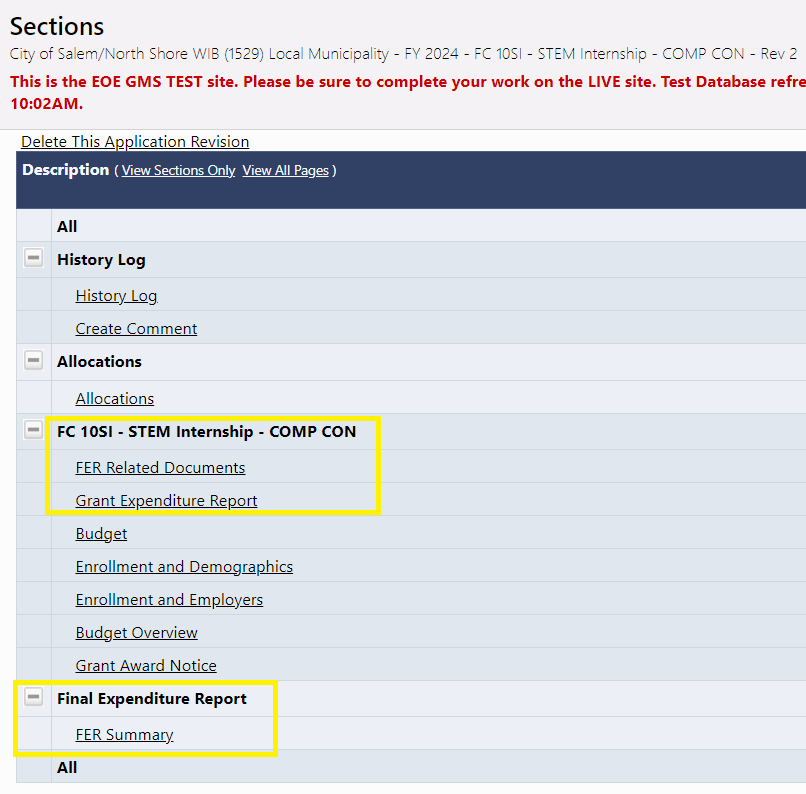 Sections
City of Salem/North Shore WIB (1529) Local Municipality - FY 2024 - FC 10SI - STEM Internship - COMP CON - Rev 2
This is the EOE GMS TEST site. Please be sure to complete your work on the LIVE site. Test Database refre
10:02AM.
Delete This Application Revision
Description ( View Sections Only View All Pages )
All
History Log
History Log
Create Comment
Allocations
Allocations
FC 10SI - STEM Internship - COMP CON
FER Related Documents
Grant Expenditure Report
Budget
Enrollment and Demographics
Enrollment and Employers
Budget Overview
Grant Award Notice
Final Expenditure Report
FER Summary
All